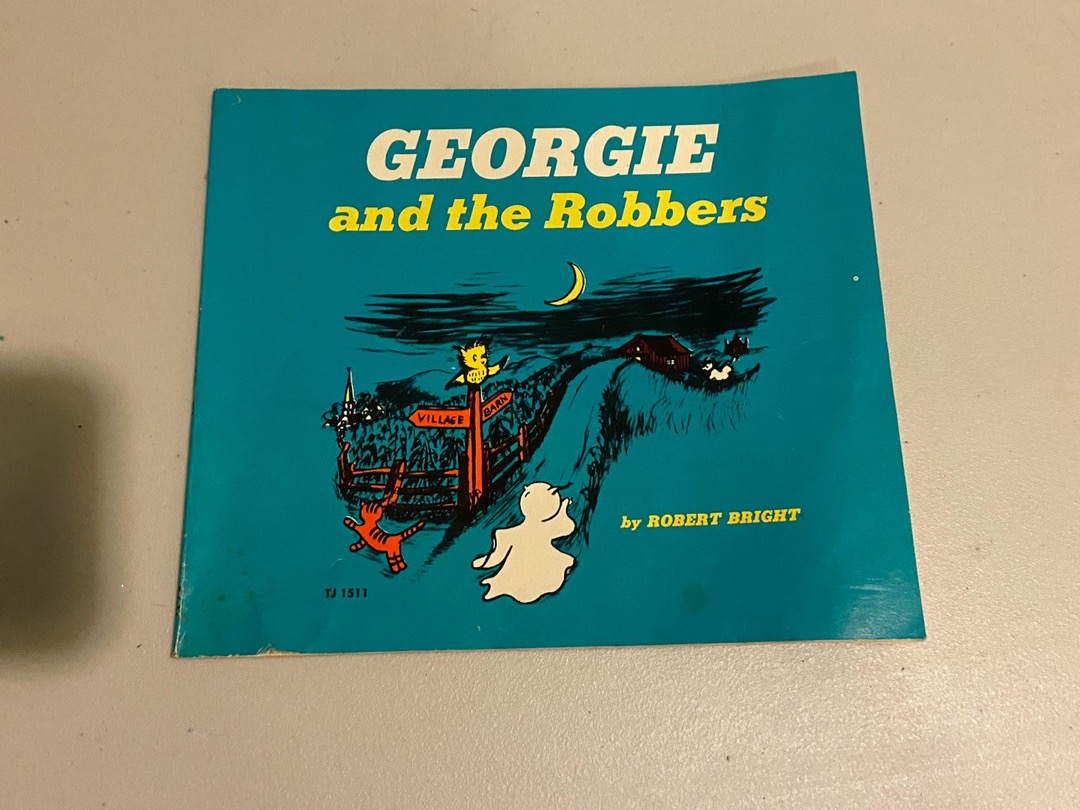 GEORGIE
and the Robbers
VILLAGE
BARN
by ROBERT BRIGHT
TJ 1511